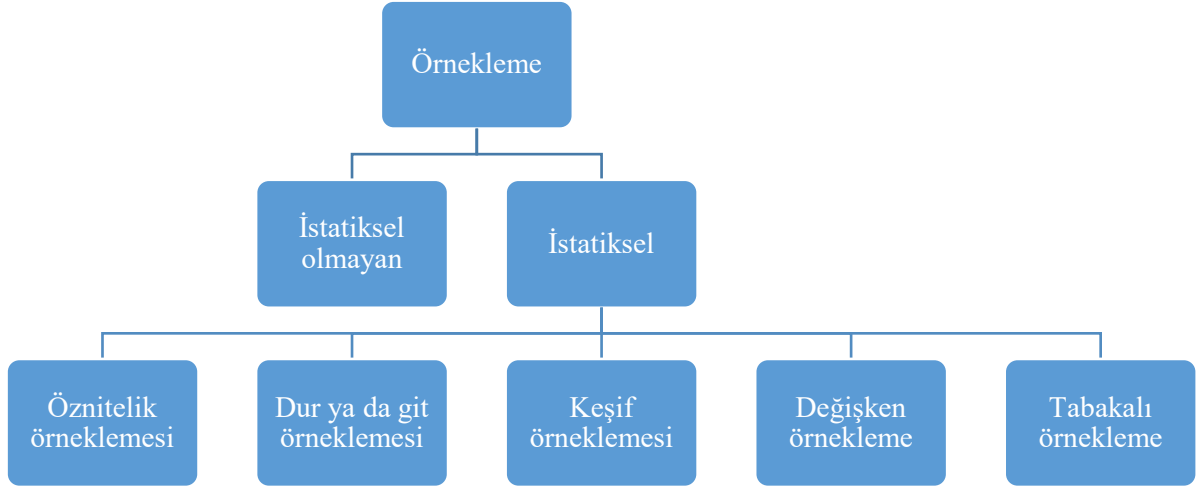 Örnekleme
İstatiksel
olmayan
İstatiksel
Öznitelik
örneklemesi
Dur ya da git
örneklemesi
Keşif
örneklemesi
Değişken
örnekleme
Tabakalı
örnekleme